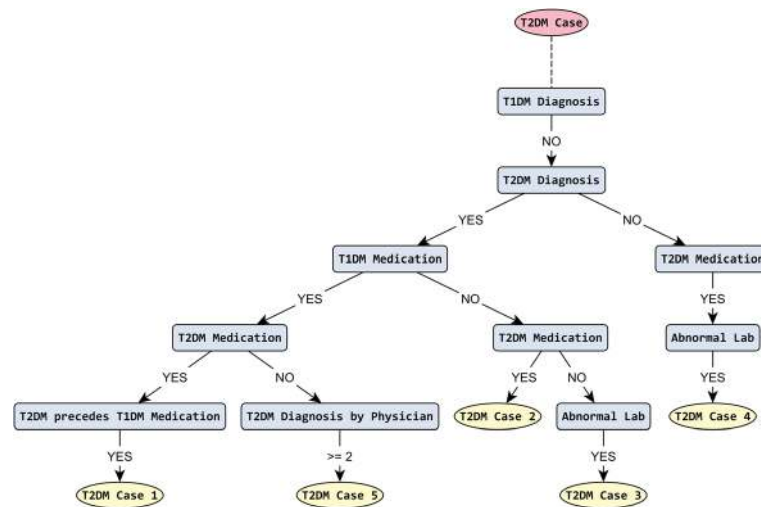 T2DM Case
T1DM Diagnosis
NO
T2DM Diagnosis
YES
NO
T1DM Medication
T2DM Medication
YES
NO
YES
T2DM Medication
T2DM Medication
Abnormal Lab
YES
NO
YES
NO
YES
T2DM precedes T1DM Medication
T2DM Diagnosis by Physician
T2DM Case 2
Abnormal Lab
T2DM Case 4
YES
>= 2
YES
T2DM Case 1
T2DM Case 5
T2DM Case 3